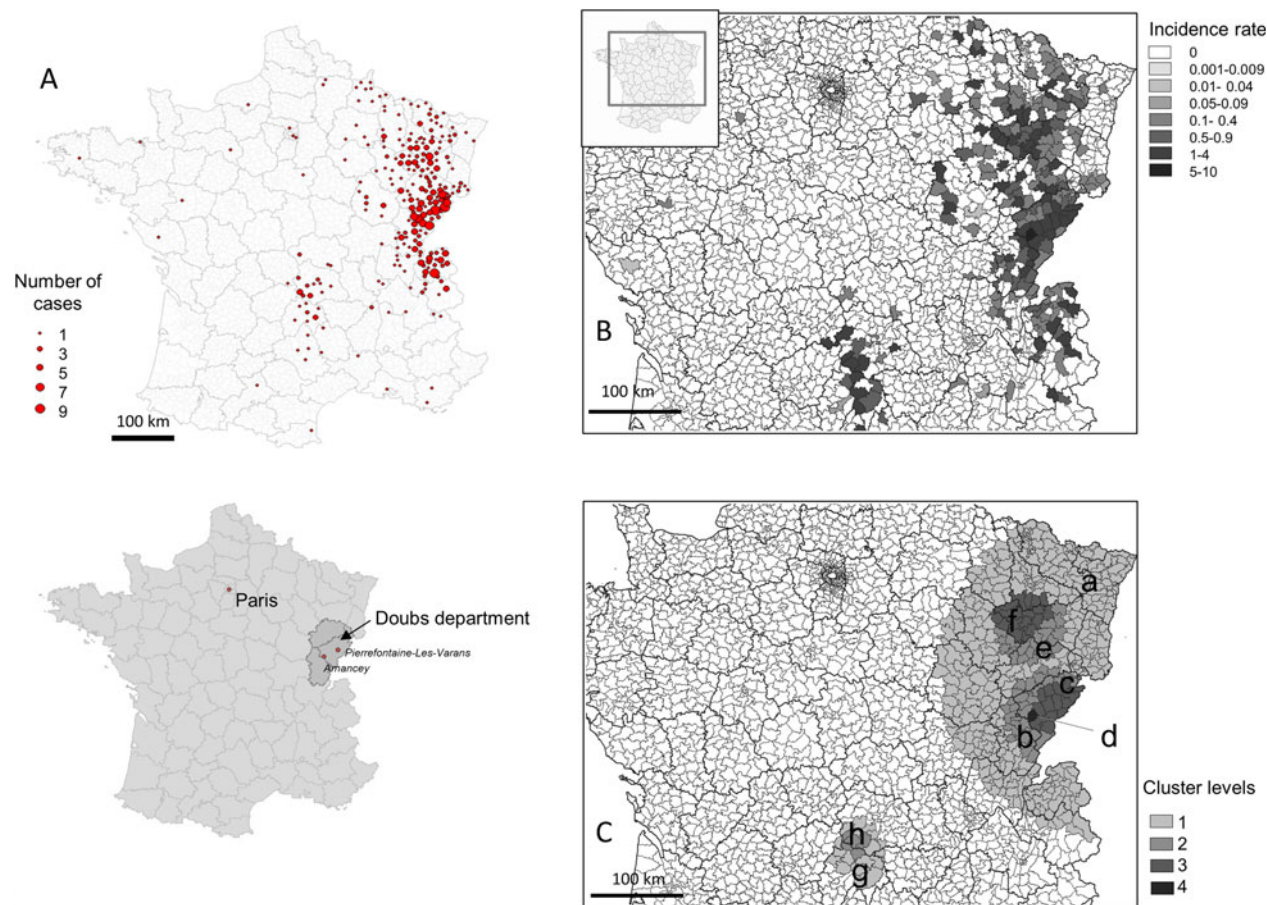 A
Number of
cases
1
3
5
7
9
100 km
B
100 km
Incidence rate
0
0.001-0.009
0.01- 0.04
0.05-0.09
0.1- 0.4
0.5-0.9
1-4
5-10
Paris
Doubs department
Pierrefontaine-Les-Varans
Amancey
a
f
e
c
b
d
h
g
C
100 km
Cluster levels
1
2
3
4